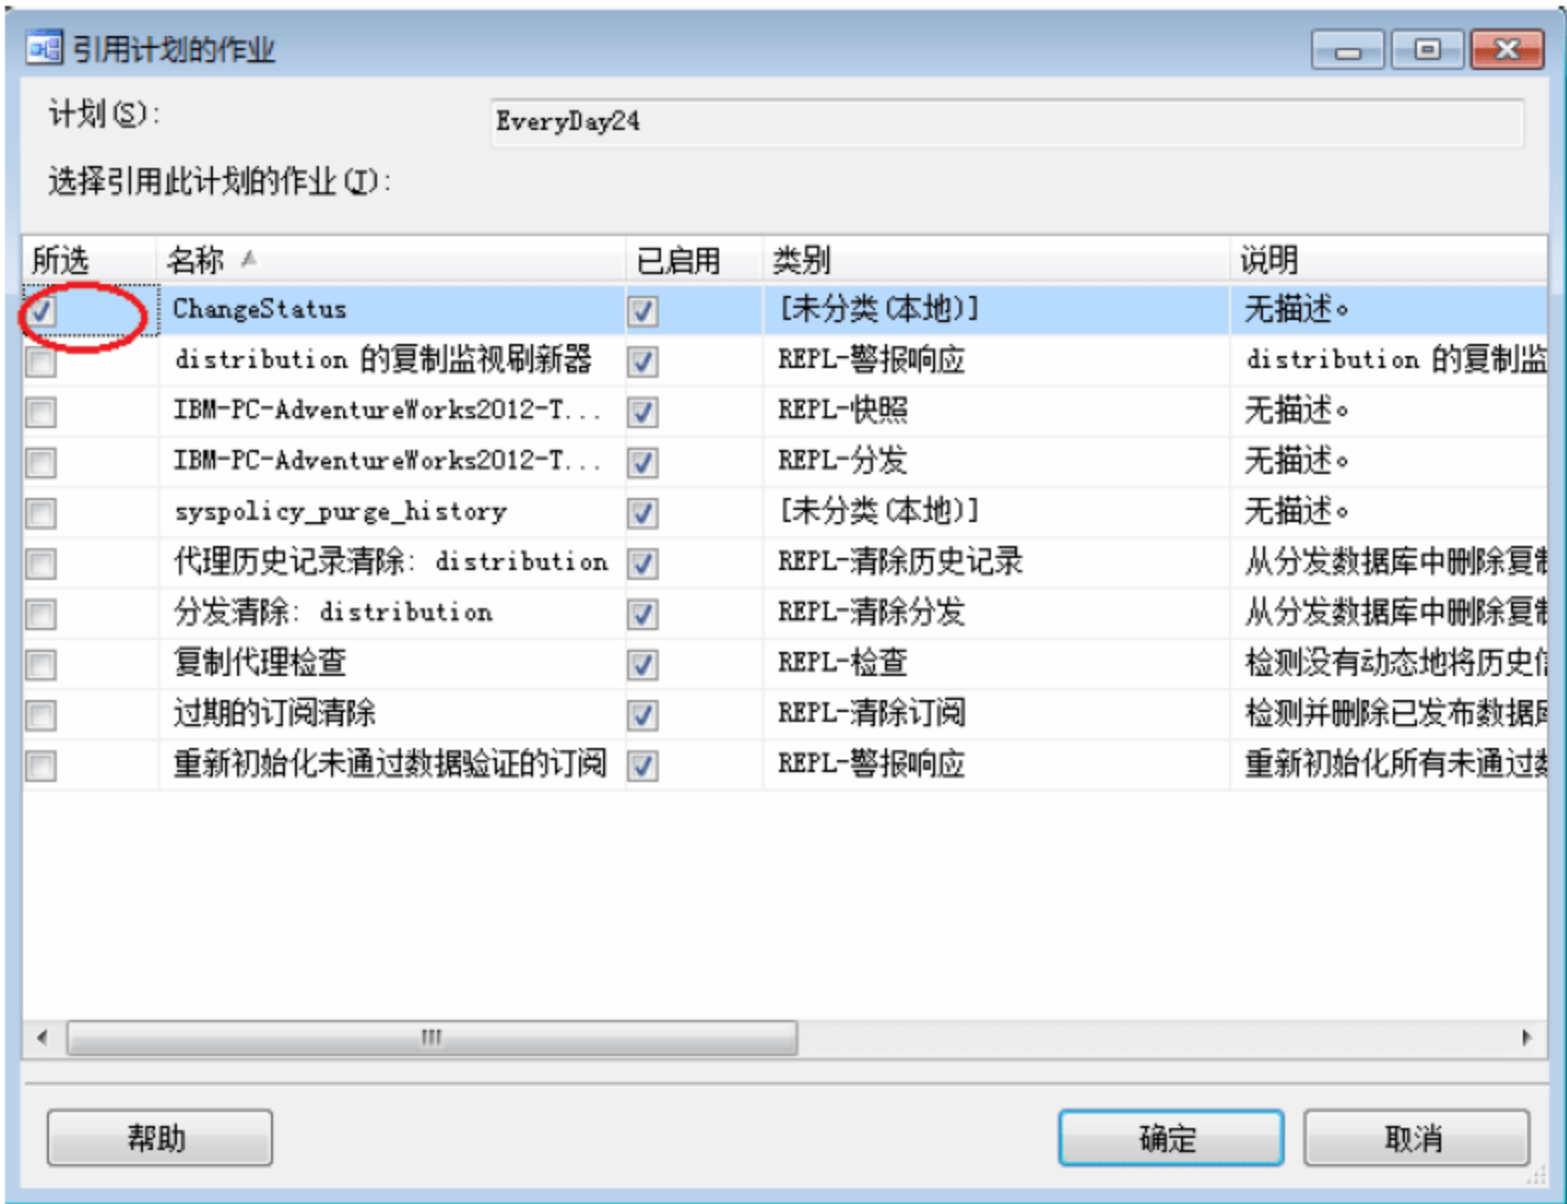 引用计划的作业
计划(S):
EveryDay24
选择引用此计划的作业(J):
所选 名称 已启用 类别 说明
ChangeStatus [未分类(本地)] 无描述。
distribution 的复制监视刷新器 REPL-警报响应 distribution 的复制监
IBM-PC-AdventureWorks2012-T... REPL-快照 无描述。
IBM-PC-AdventureWorks2012-T... REPL-分发 无描述。
syspolicy_purge_history [未分类(本地)] 无描述。
代理历史记录清除: distribution REPL-清除历史记录 从分发数据库中删除复制
分发清除: distribution REPL-清除分发 从分发数据库中删除复制
复制代理检查 REPL-检查 检测没有动态地将历史信
过期的订阅清除 REPL-清除订阅 检测并删除已发布数据库
重新初始化未通过数据验证的订阅 REPL-警报响应 重新初始化所有未通过数
帮助 确定 取消